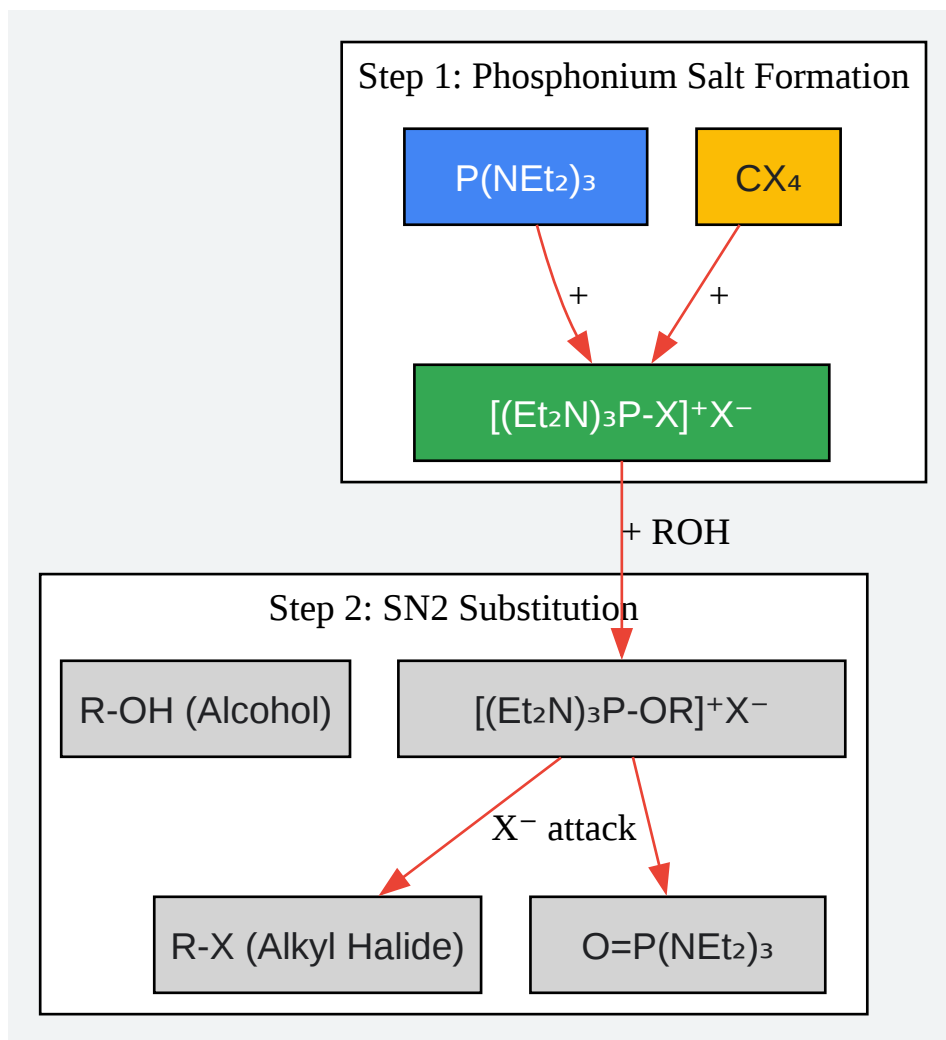 Step 1: Phosphonium Salt Formation
P(NEt₂)₃
CX₄
+
+
[(Et₂N)₃P-X]⁺X⁻
+ ROH
Step 2: SN2 Substitution
R-OH (Alcohol)
[(Et₂N)₃P-OR]⁺X⁻
X⁻ attack
R-X (Alkyl Halide)
O=P(NEt₂)₃